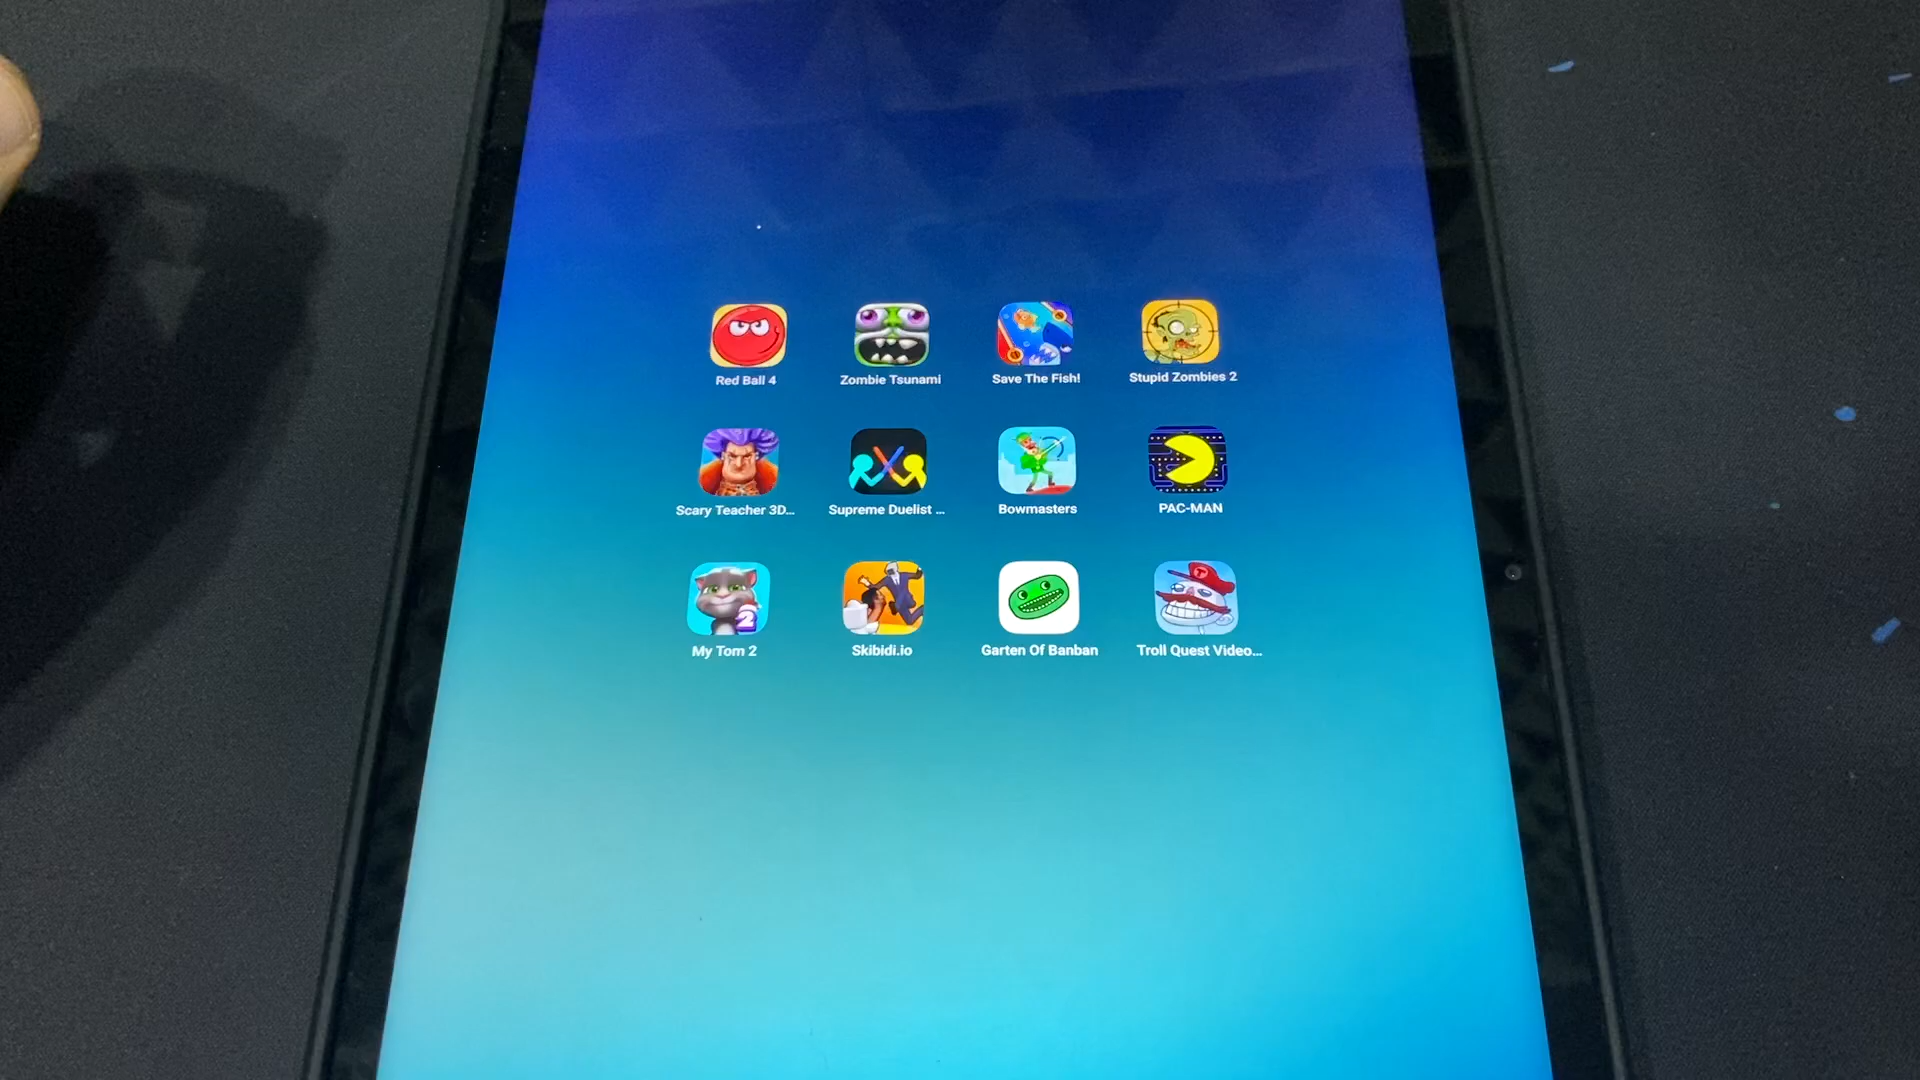 Red Ball 4
Zombie Tsunami
Save The Fish!
Stupid Zombies 2
Scary Teacher 3D...
Supreme Duelist ...
Bowmasters
PAC-MAN
2
My Tom 2
Skibidi.io
Garten Of Banban
T
Troll Quest Video...